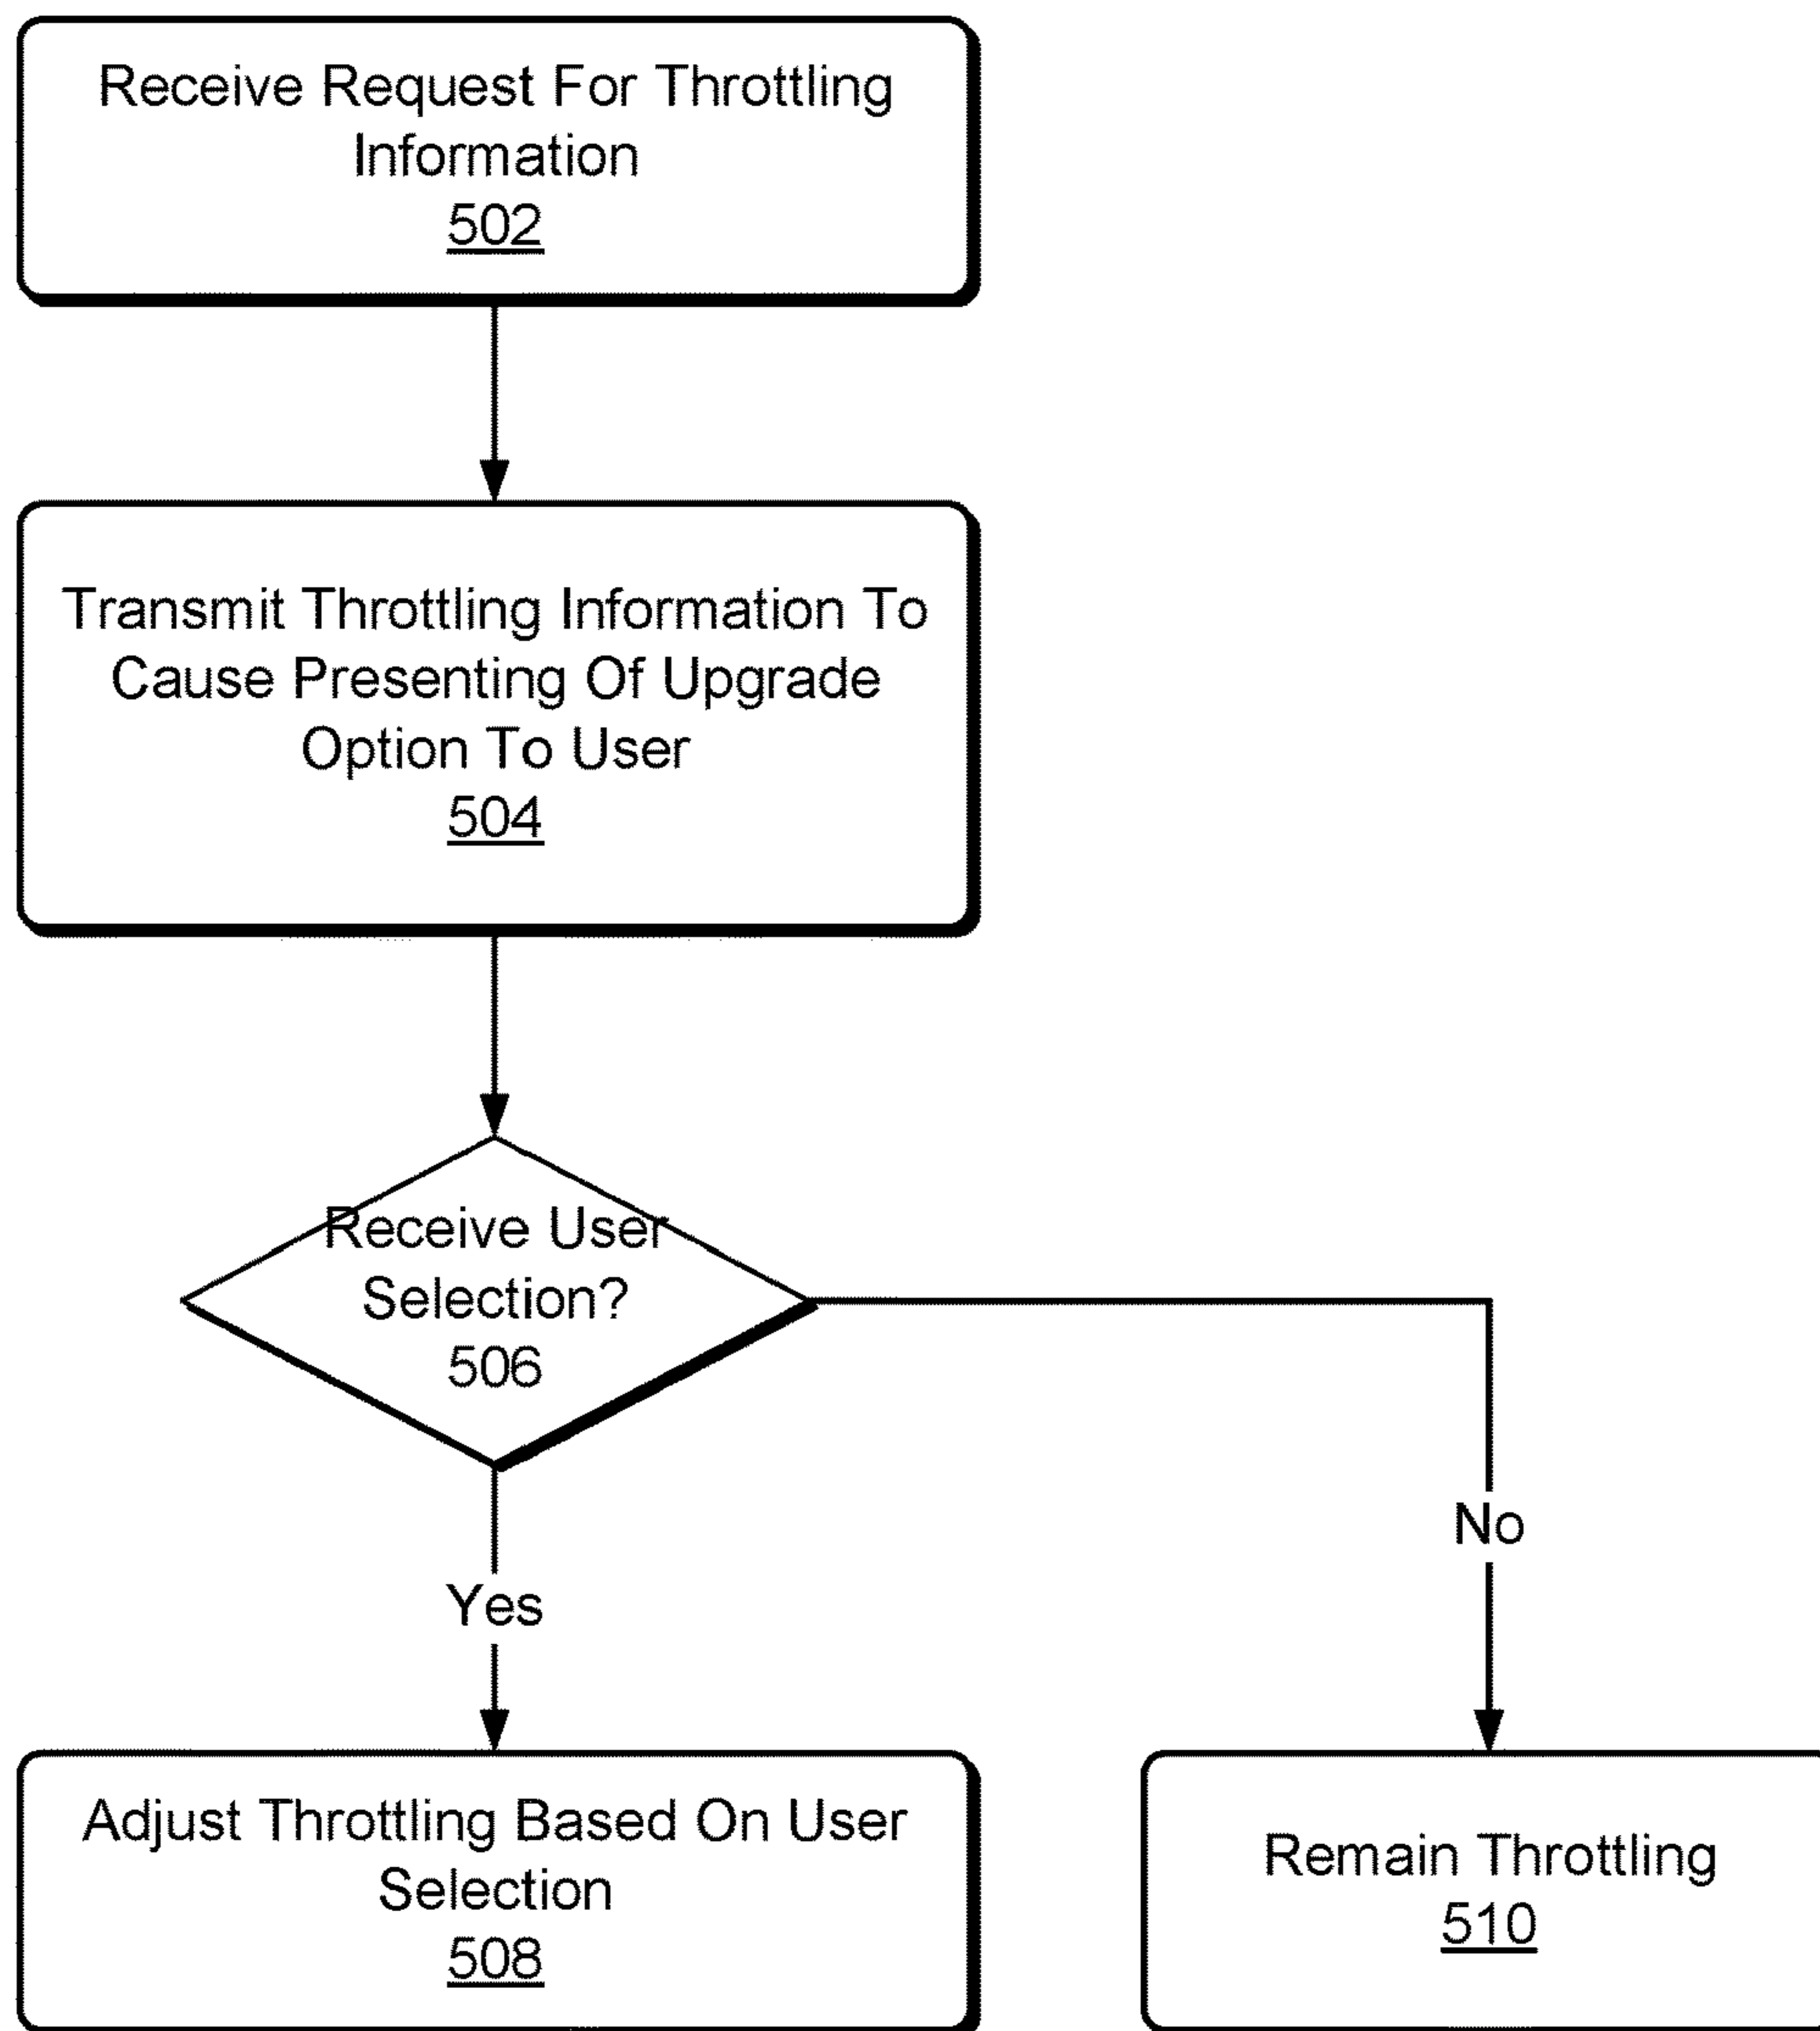 Receive Request For Throttling
Information
502
Transmit Throttling Information To
Cause Presenting Of Upgrade
Option To User
504
Receive User
Selection?
506
No
Yes
Adjust Throttling Based On User
Selection
508
Remain Throttling
510